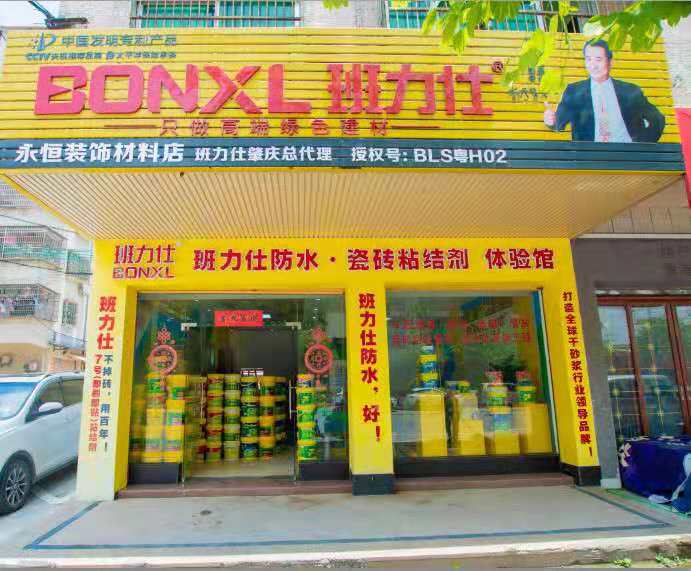 中国发明专利产品
BONXL 班力仕®
只做高端绿色建材
永恒装饰材料店 班力仕肇庆总代理 授权号:BLS粤H02
班力仕
BONXL
班力仕防水·瓷砖粘结剂 体验馆
班力仕
不掉砖,用百年!
班力仕防水,好!
打造全球干砂浆行业领导品牌!